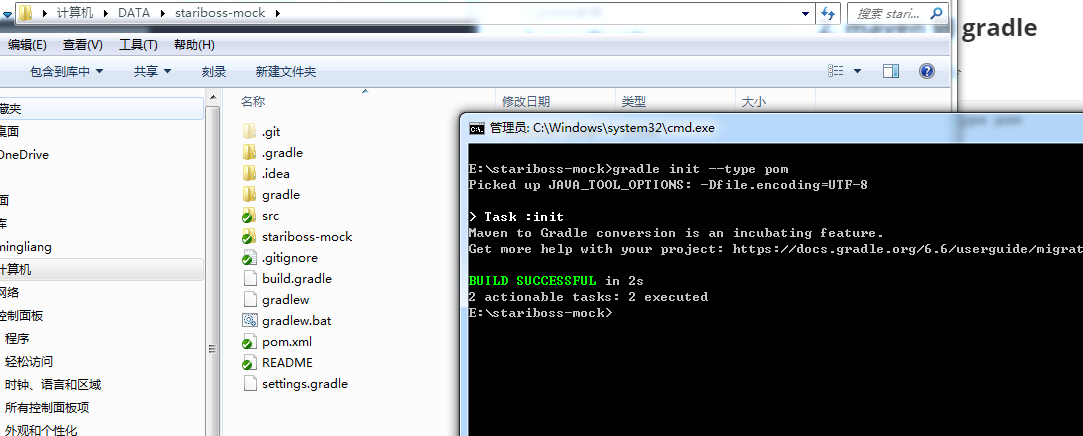 计算机 ▸ DATA ▸ stariboss-mock ▸
搜索 stari...
gradle
编辑(E) 查看(V) 工具(T) 帮助(H)
包含到库中 共享 刻录 新建文件夹
名称 修改日期 类型 大小
藏夹
桌面
OneDrive
面
库
mingliang
计算机
网络
控制面板
程序
轻松访问
时钟、语言和区域
所有控制面板项
外观和个性化
.git
.gradle
.idea
gradle
src
stariboss-mock
.gitignore
build.gradle
gradlew
gradlew.bat
pom.xml
README
settings.gradle
管理员: C:\Windows\system32\cmd.exe
E:\stariboss-mock>gradle init --type pom
Picked up JAVA_TOOL_OPTIONS: -Dfile.encoding=UTF-8
> Task :init
Maven to Gradle conversion is an incubating feature.
Get more help with your project: https://docs.gradle.org/6.6/userguide/migrat
BUILD SUCCESSFUL in 2s
2 actionable tasks: 2 executed
E:\stariboss-mock>